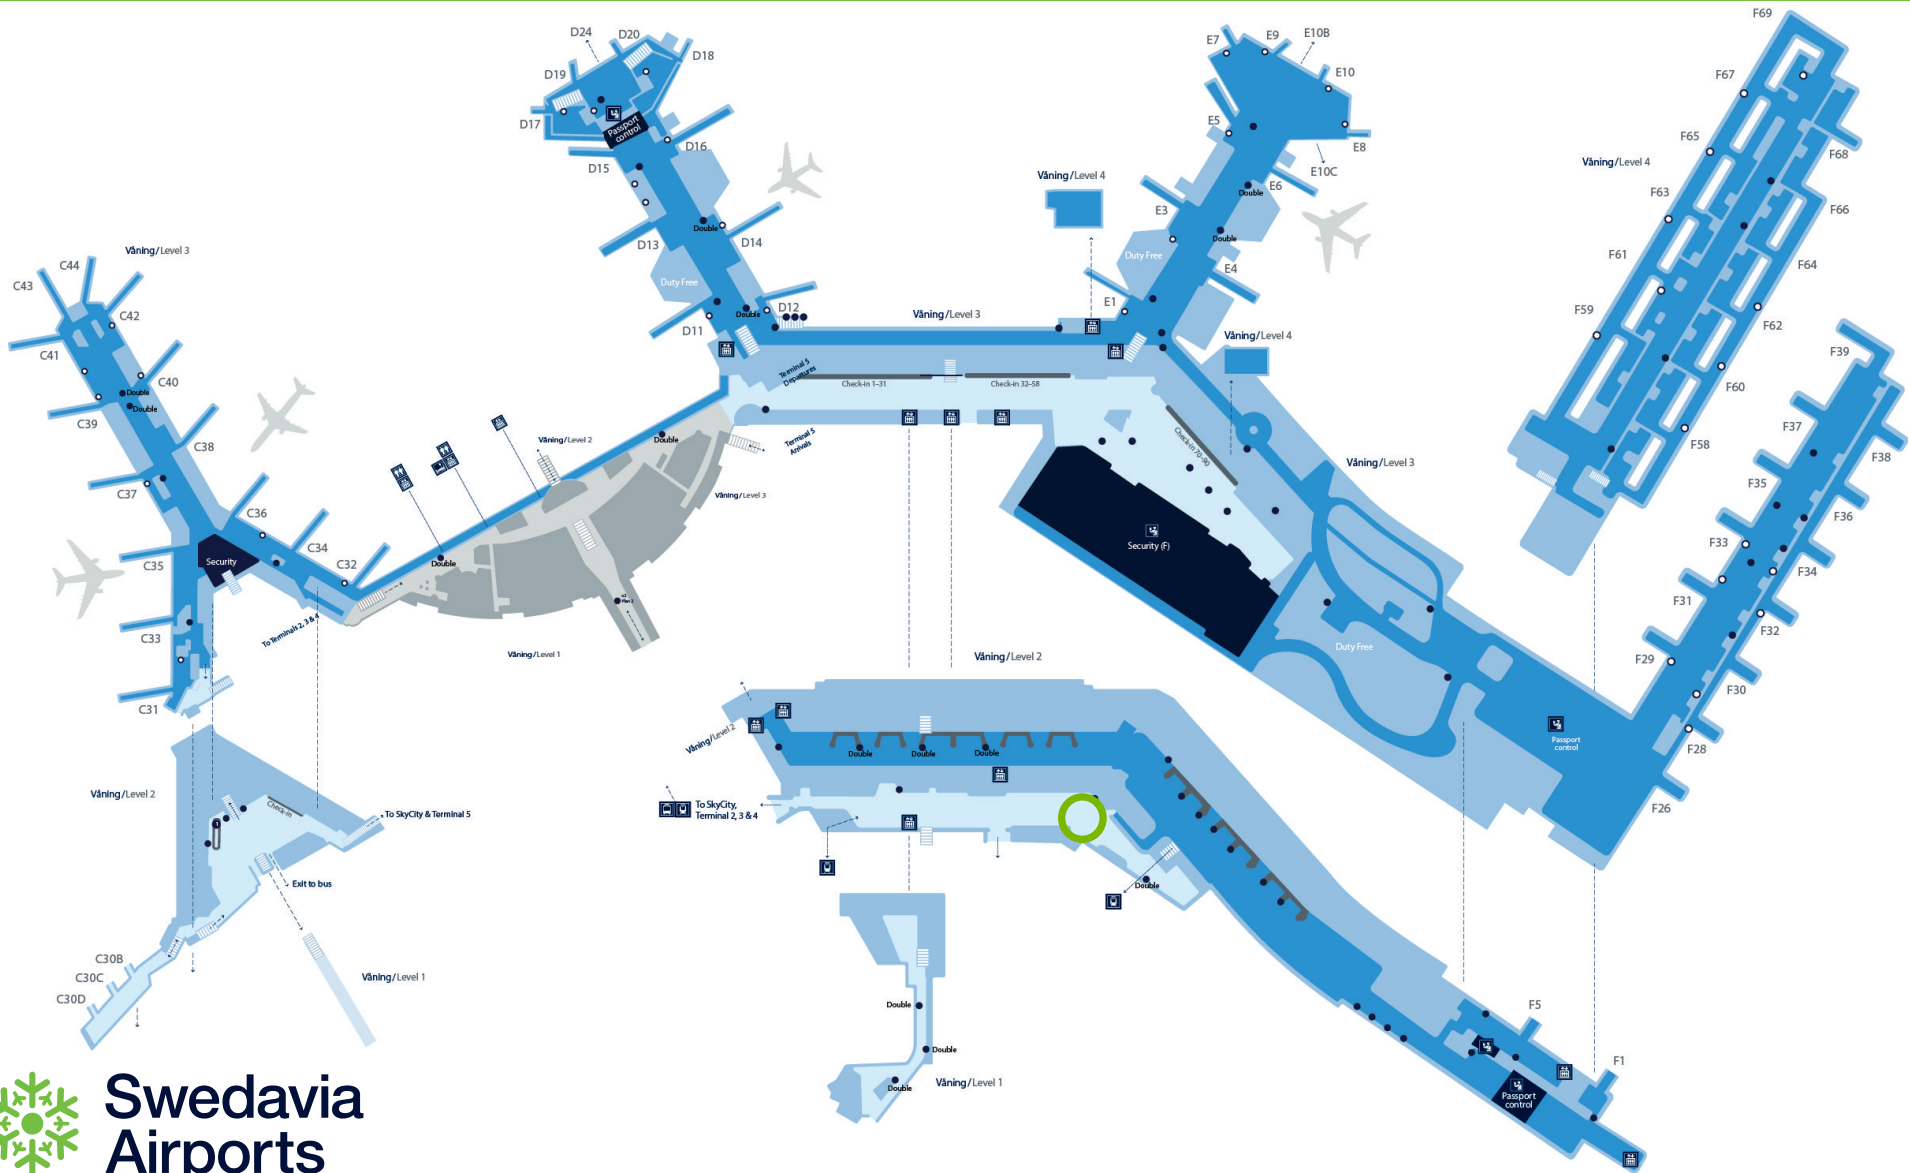 F69
D24
D20
E7
E9
E10B
D18
D19
E10
F67
D17
Passport
control
E5
F65
D16
E8
F68
D15
Våning/Level 4
E10C
Våning/Level 4
E6
Double
F63
E3
F66
Double
D13
D14
Double
Våning/Level 3
C44
Duty Free
F61
F64
C43
Duty Free
E4
E1
D12
Double
C42
D11
Våning/Level 3
F59
F62
Våning/Level 4
F39
C41
Terminal 5
Departures
Check-in 1–31
Check-in 32–58
C40
Double
Double
F60
C39
F37
Double
Våning/Level 2
Terminal 5
Arrivals
Check-in 70–90
F58
C38
Våning/Level 3
F38
F35
C37
Våning/Level 3
C36
F36
C34
Security (F)
F33
C35
Security
C32
Double
F34
F31
To Terminals 2, 3 & 4
C33
F32
Duty Free
Våning/Level 1
Våning/Level 2
F29
F30
C31
Våning/Level 2
Passport
control
F28
Double
Double
Double
Våning/Level 2
Check-in
To SkyCity & Terminal 5
To SkyCity,
Terminal 2, 3 & 4
F26
Exit to bus
Double
C30B
C30C
C30D
Våning/Level 1
Double
F5
Double
Våning/Level 1
Double
F1
Passport
control
Swedavia
Airports